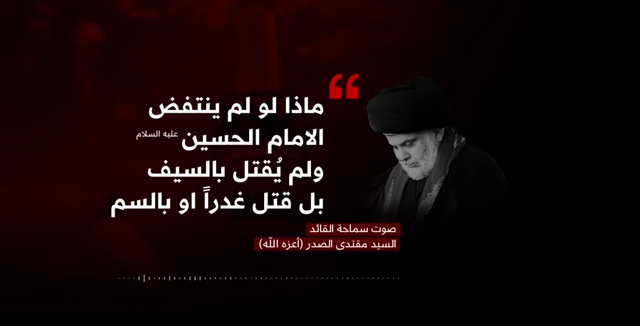 ماذا لو لم ينتفض
الامام الحسين عليه السلام
ولم يُقتل بالسيف
بل قتل غدراً او بالسم
صوت سماحة القائد
السيد مقتدى الصدر (أعزه الله)